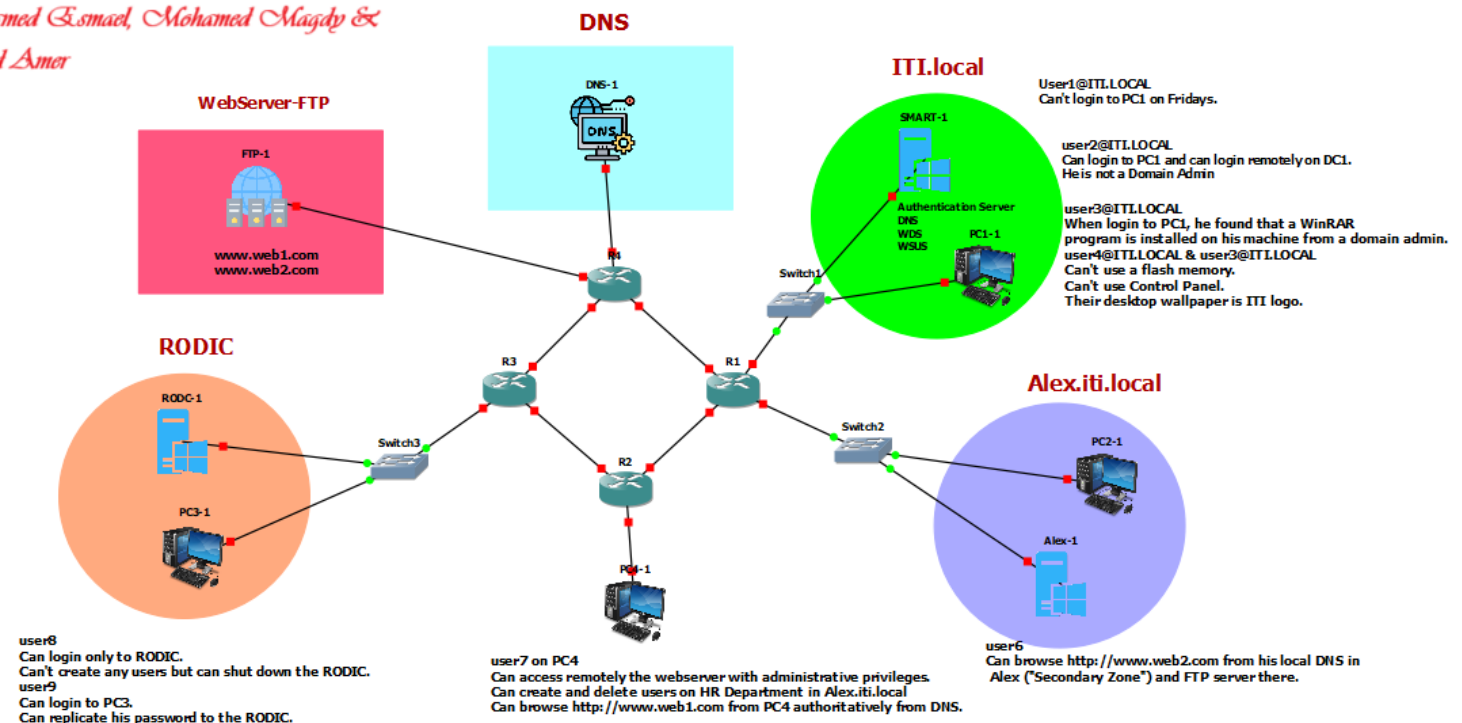 Esmael, Mohamed Magdy &
Amer
DNS
DNS-1
DNS
WebServer-FTP
FTP-1
www.web1.com
www.web2.com
ITI.local
SMART-1
Authentication Server
DNS
WDS
WSUS
PC1-1
Switch1
User1@ITI.LOCAL
Can't login to PC1 on Fridays.
user2@ITI.LOCAL
Can login to PC1 and can login remotely on DC1.
He is not a Domain Admin
user3@ITI.LOCAL
When login to PC1, he found that a WinRAR
program is installed on his machine from a domain admin.
user4@ITI.LOCAL & user3@ITI.LOCAL
Can't use a flash memory.
Can't use Control Panel.
Their desktop wallpaper is ITI logo.
R4
R3
R1
R2
RODIC
RODC-1
PC3-1
Switch3
Switch2
Alex.iti.local
PC2-1
Alex-1
PC4-1
user8
Can login only to RODIC.
Can't create any users but can shut down the RODIC.
user9
Can login to PC3.
Can replicate his password to the RODIC.
user7 on PC4
Can access remotely the webserver with administrative privileges.
Can create and delete users on HR Department in Alex.iti.local
Can browse http://www.web1.com from PC4 authoritatively from DNS.
user6
Can browse http://www.web2.com from his local DNS in
Alex ("Secondary Zone") and FTP server there.